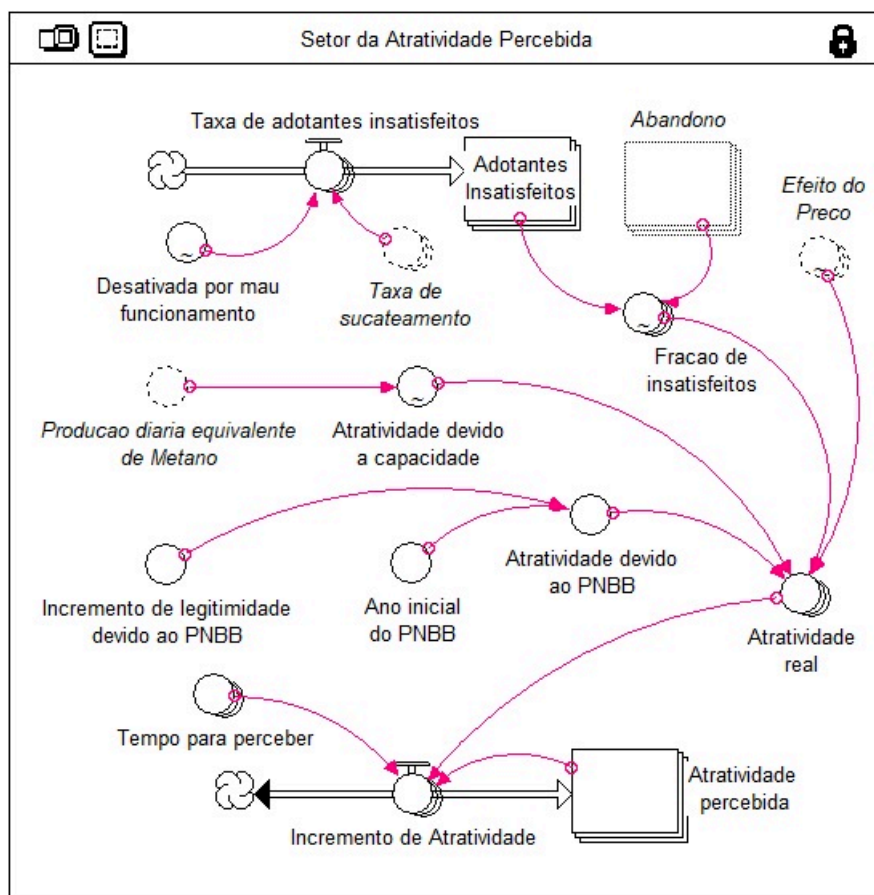 Setor da Atratividade Percebida
Taxa de adotantes insatisfeitos
Abandono
Adotantes
Insatisfeitos
Efeito do
Preco
Desativada por mau
funcionamento
Taxa de
sucateamento
Fracao de
insatisfeitos
Producao diaria equivalente
de Metano
Atratividade devido
a capacidade
Incremento de legitimidade
devido ao PNBB
Ano inicial
do PNBB
Atratividade devido
ao PNBB
Atratividade
real
Tempo para perceber
Atratividade
percebida
Incremento de Atratividade